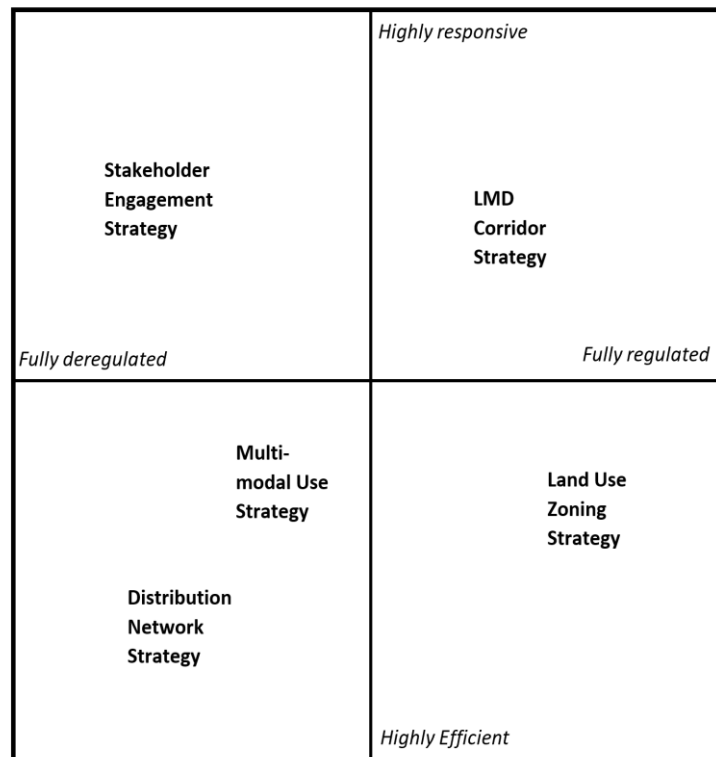 Highly responsive
Stakeholder
Engagement
Strategy
LMD
Corridor
Strategy
Fully deregulated
Fully regulated
Multi-
modal Use
Strategy
Land Use
Zoning
Strategy
Distribution
Network
Strategy
Highly Efficient